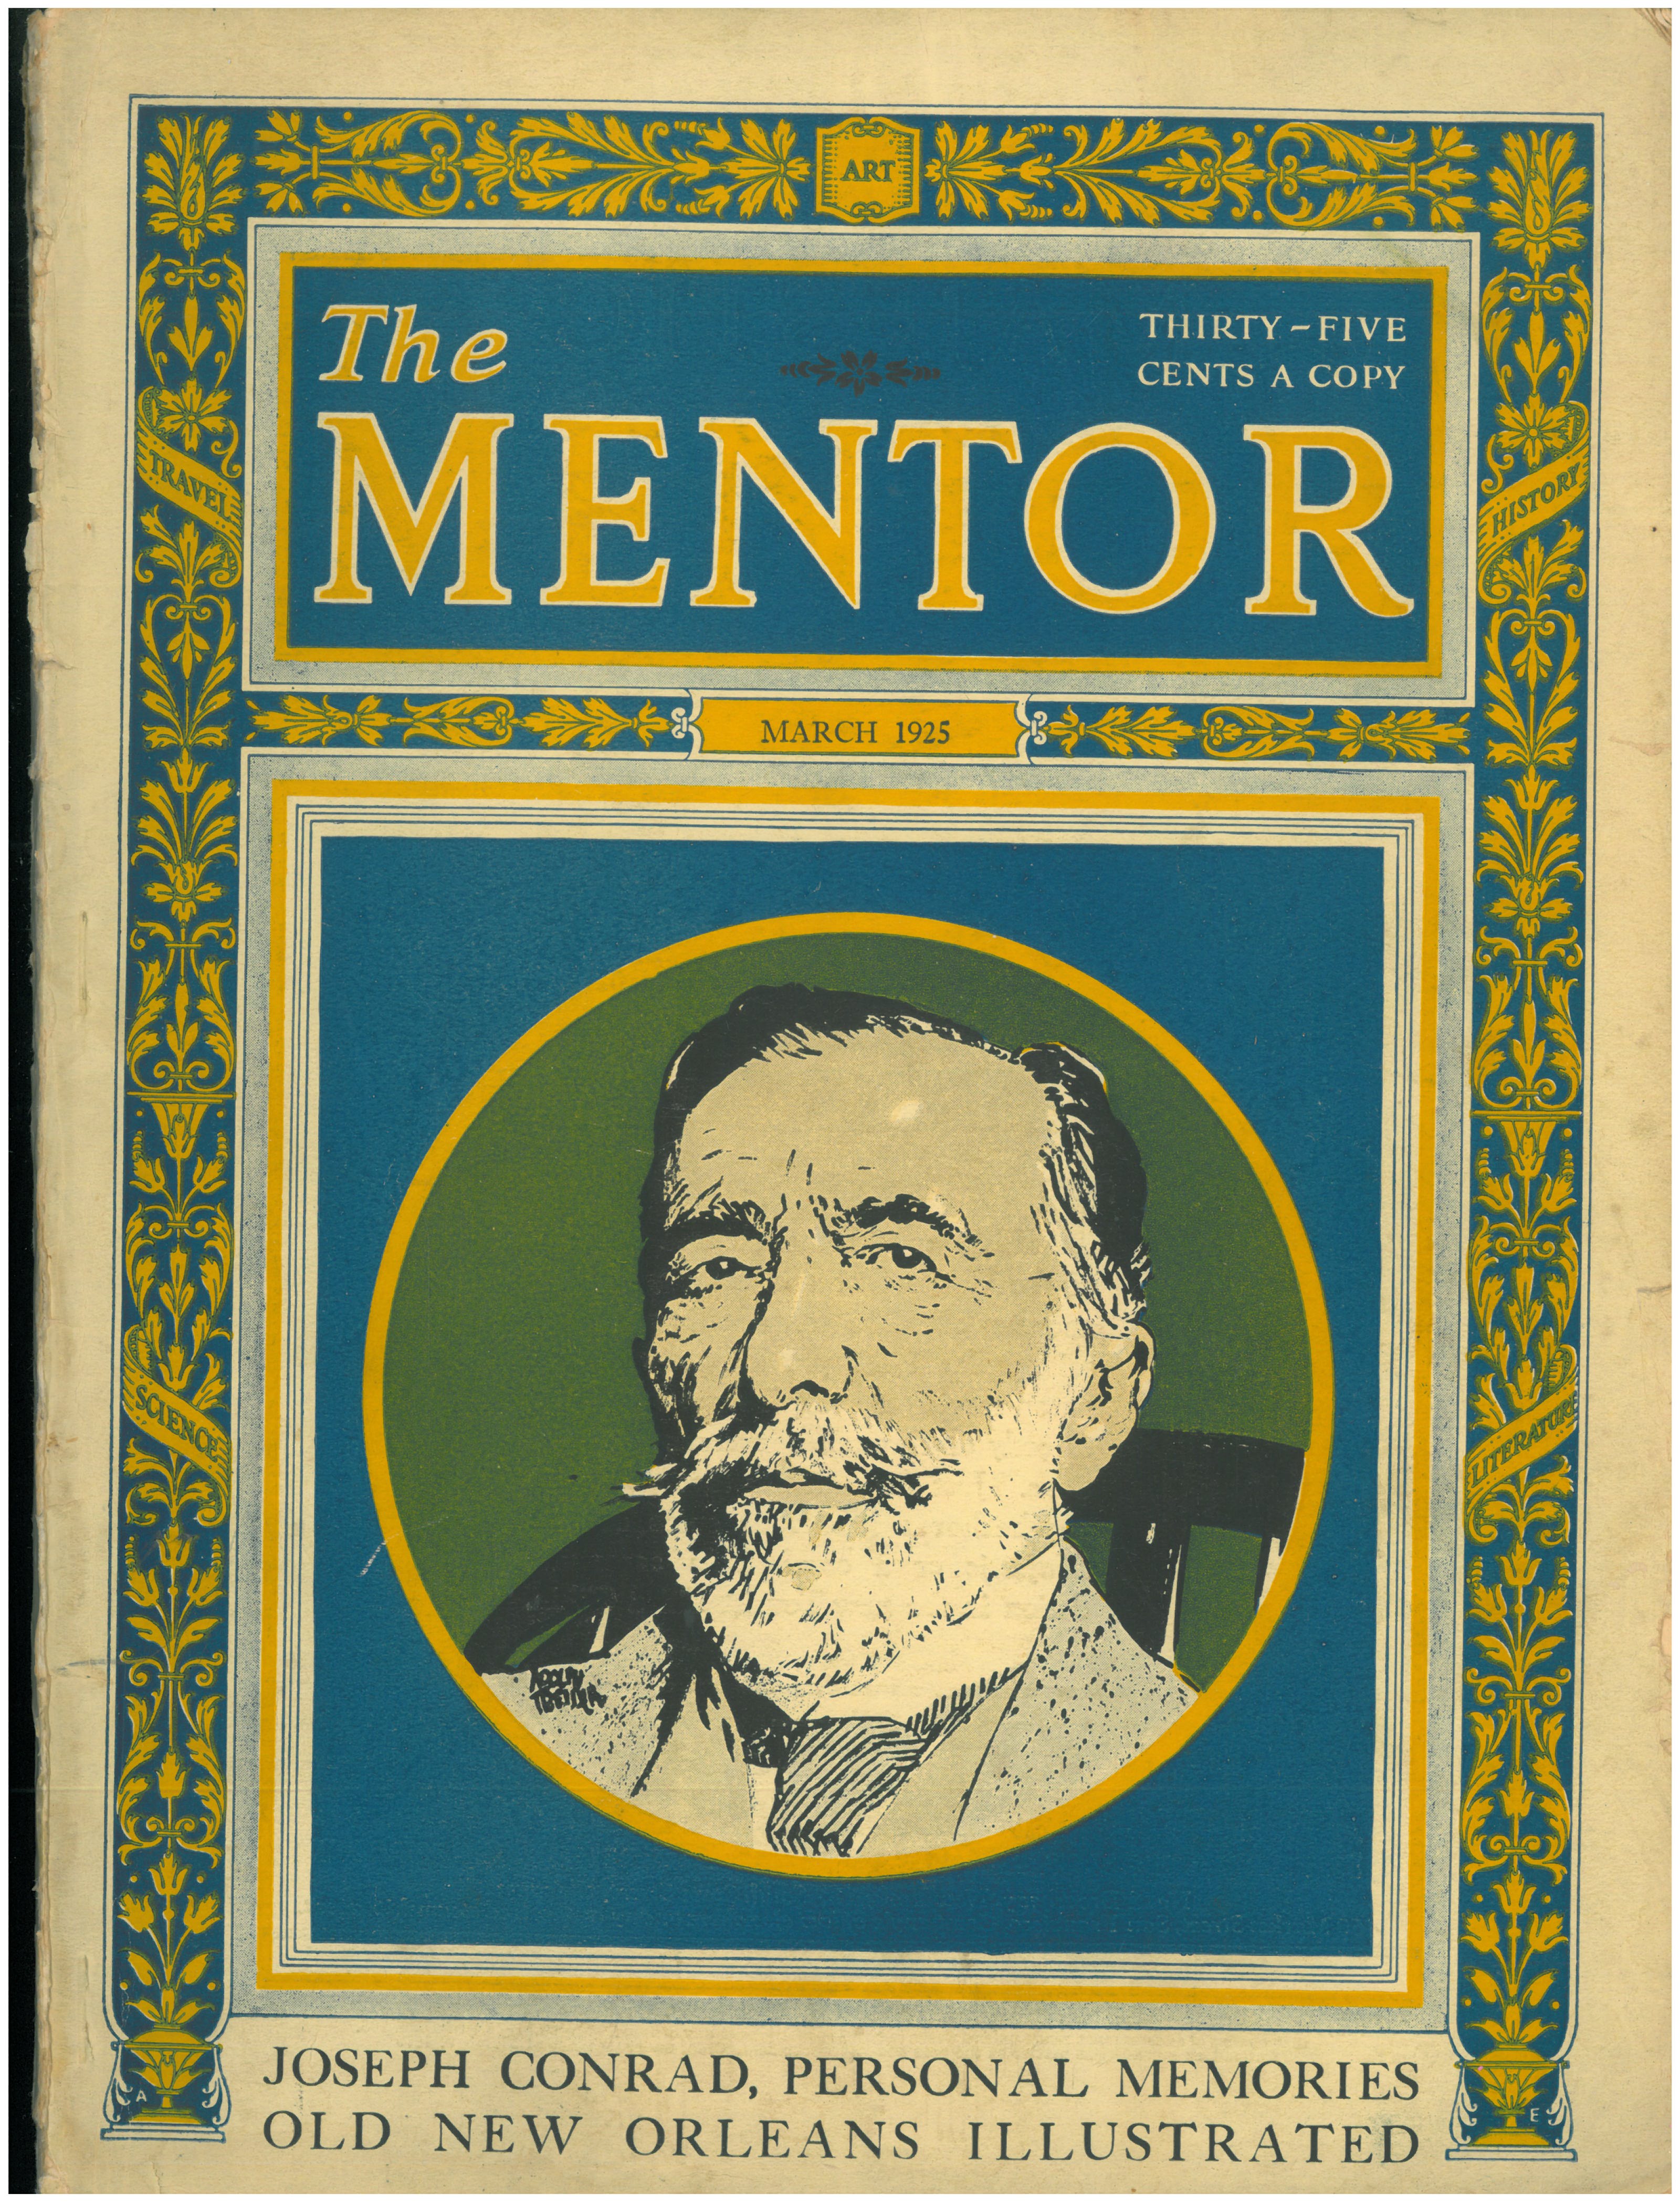 ART
The
THIRTY-FIVE
CENTS A COPY
MENTOR
TRAVEL
HISTORY
MARCH 1925
SCIENCE
LITERATURE
A
E
JOSEPH CONRAD, PERSONAL MEMORIES
OLD NEW ORLEANS ILLUSTRATED